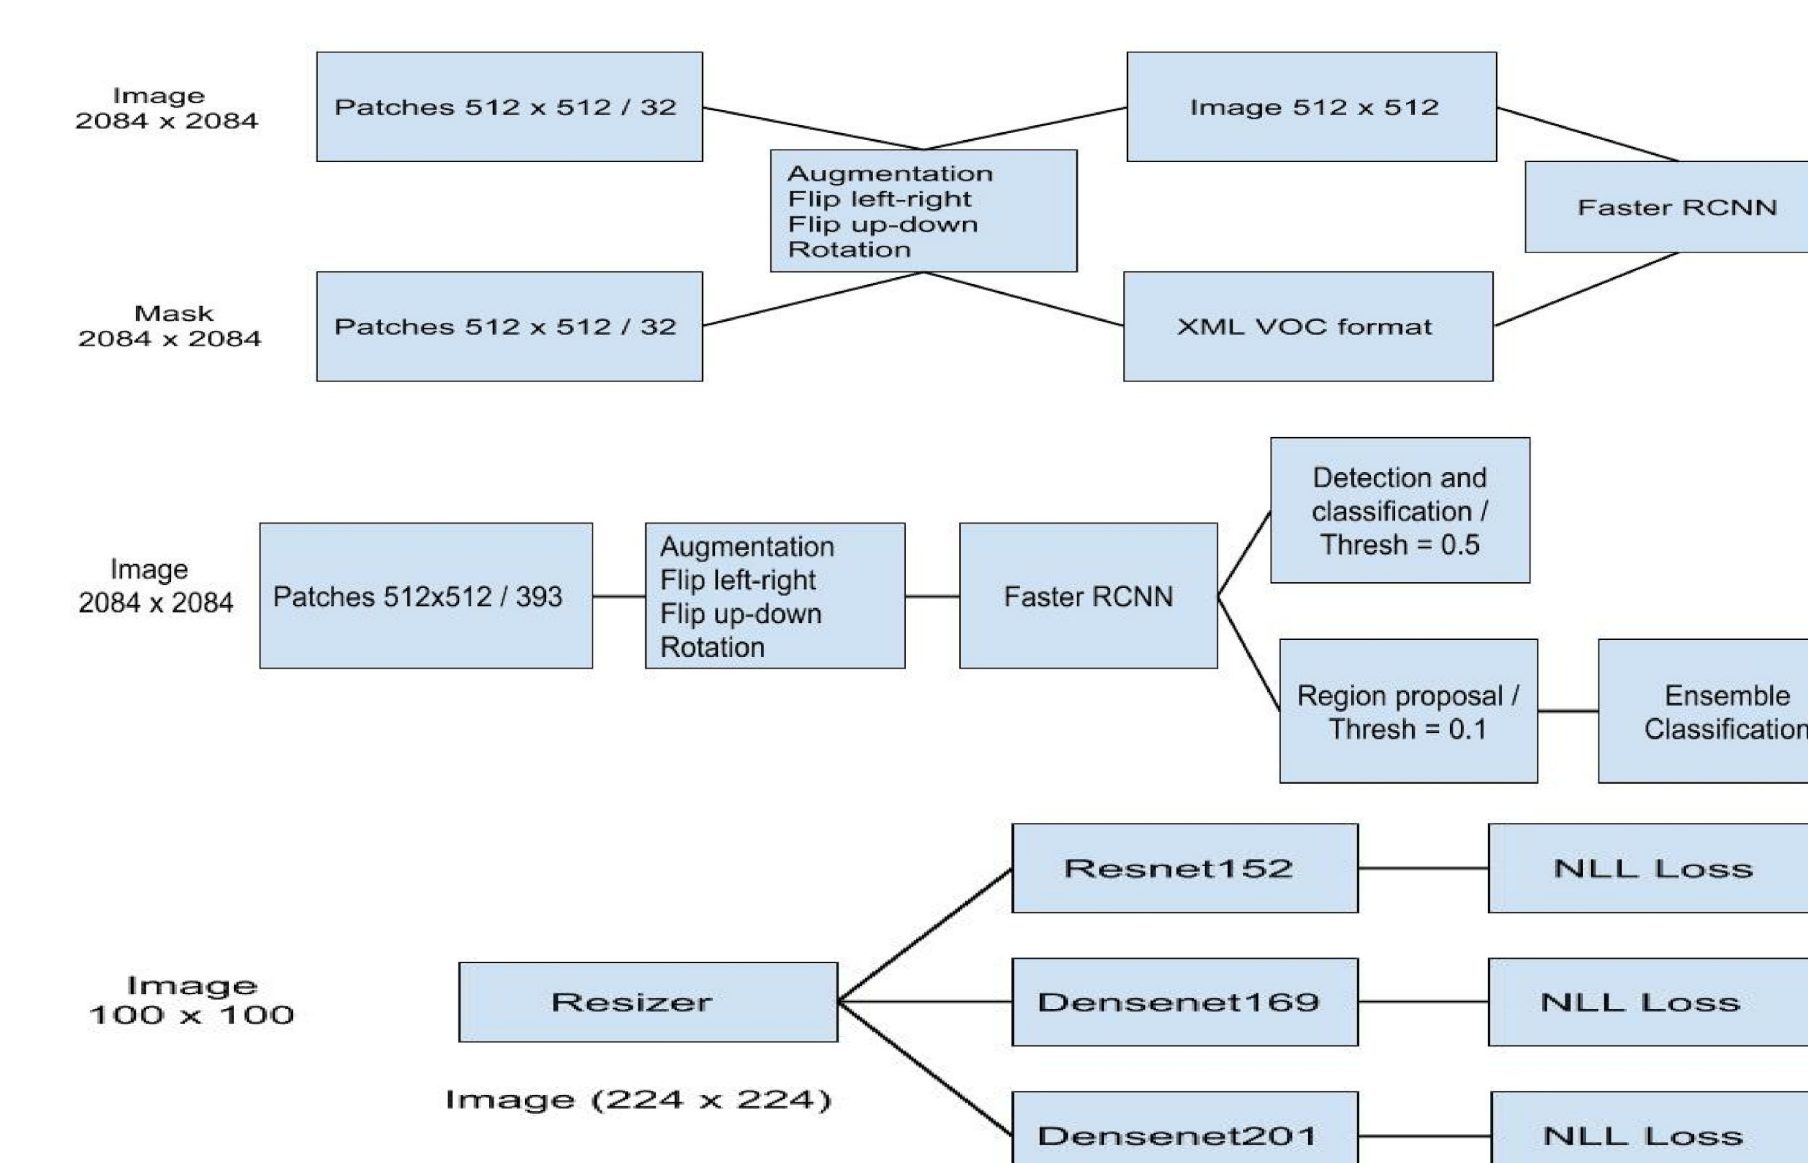 Image
2084 x 2084
Patches 512 x 512 / 32
Image 512 x 512
Augmentation
Flip left-right
Flip up-down
Rotation
Faster RCNN
Mask
2084 x 2084
Patches 512 x 512 / 32
XML VOC format
Image
2084 x 2084
Patches 512x512 / 393
Augmentation
Flip left-right
Flip up-down
Rotation
Faster RCNN
Detection and
classification /
Thresh = 0.5
Region proposal /
Thresh = 0.1
Ensemble
Classification
Image
100 x 100
Resizer
Image (224 x 224)
Resnet152
NLL Loss
Densenet169
NLL Loss
Densenet201
NLL Loss